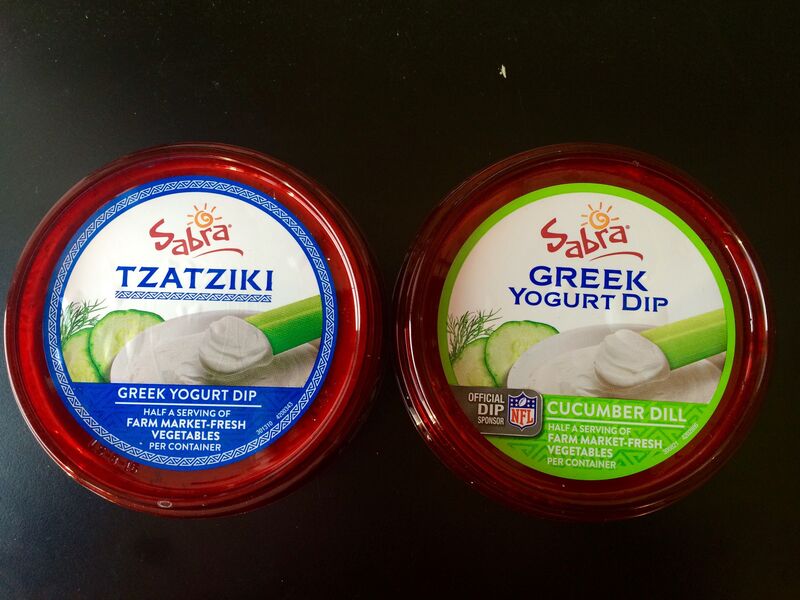 Sabra
TZATZIKI
GREEK YOGURT DIP
HALF A SERVING OF
FARM MARKET-FRESH
VEGETABLES
PER CONTAINER
Sabra
GREEK
YOGURT DIP
OFFICIAL
DIP
SPONSOR
NFL
CUCUMBER DILL
HALF A SERVING OF
FARM MARKET-FRESH
VEGETABLES
PER CONTAINER